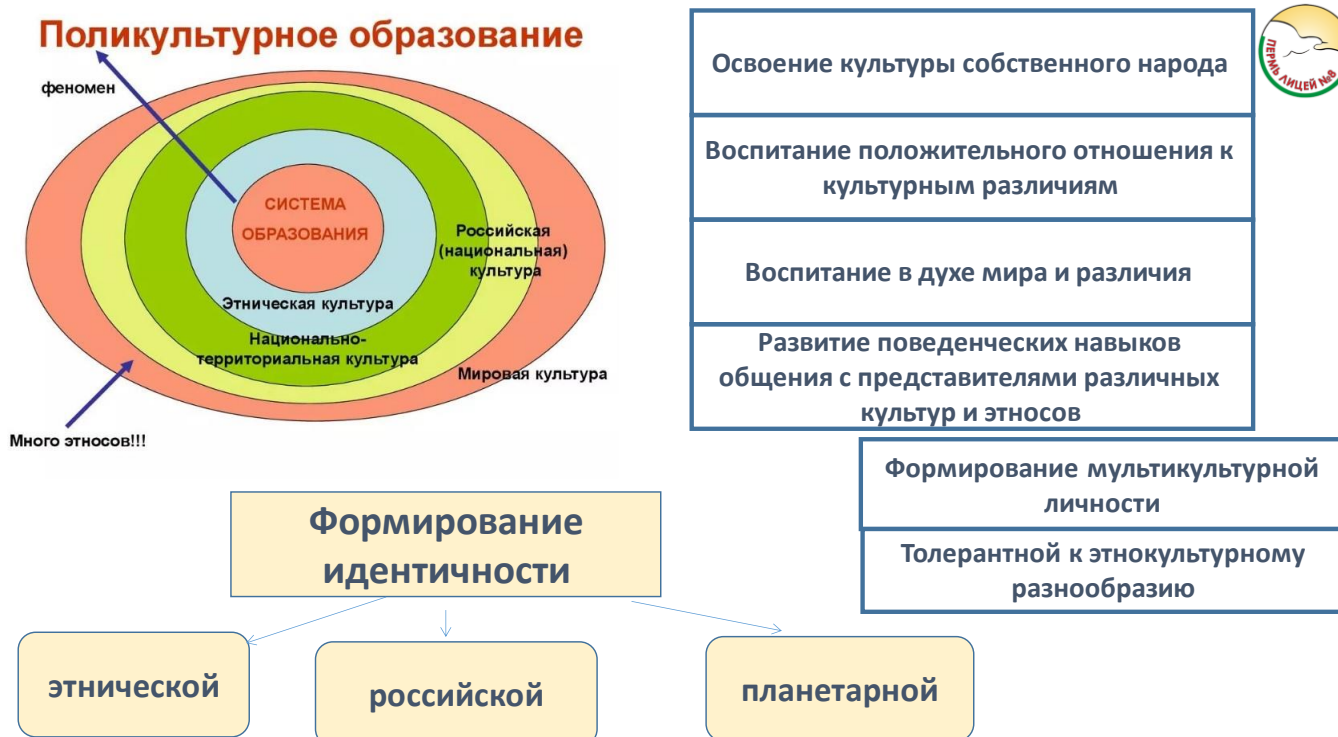 Поликультурное образование
феномен
СИСТЕМА
ОБРАЗОВАНИЯ
Российская
(национальная)
культура
Этническая культура
Национально-
территориальная культура
Мировая культура
Много этносов!!!
Освоение культуры собственного народа
Воспитание положительного отношения к
культурным различиям
Воспитание в духе мира и различия
Развитие поведенческих навыков
общения с представителями различных
культур и этносов
ПЕРМЬ ЛИЦЕЙ №8
Формирование мультикультурной
личности
Толерантной к этнокультурному
разнообразию
Формирование
идентичности
этнической
российской
планетарной